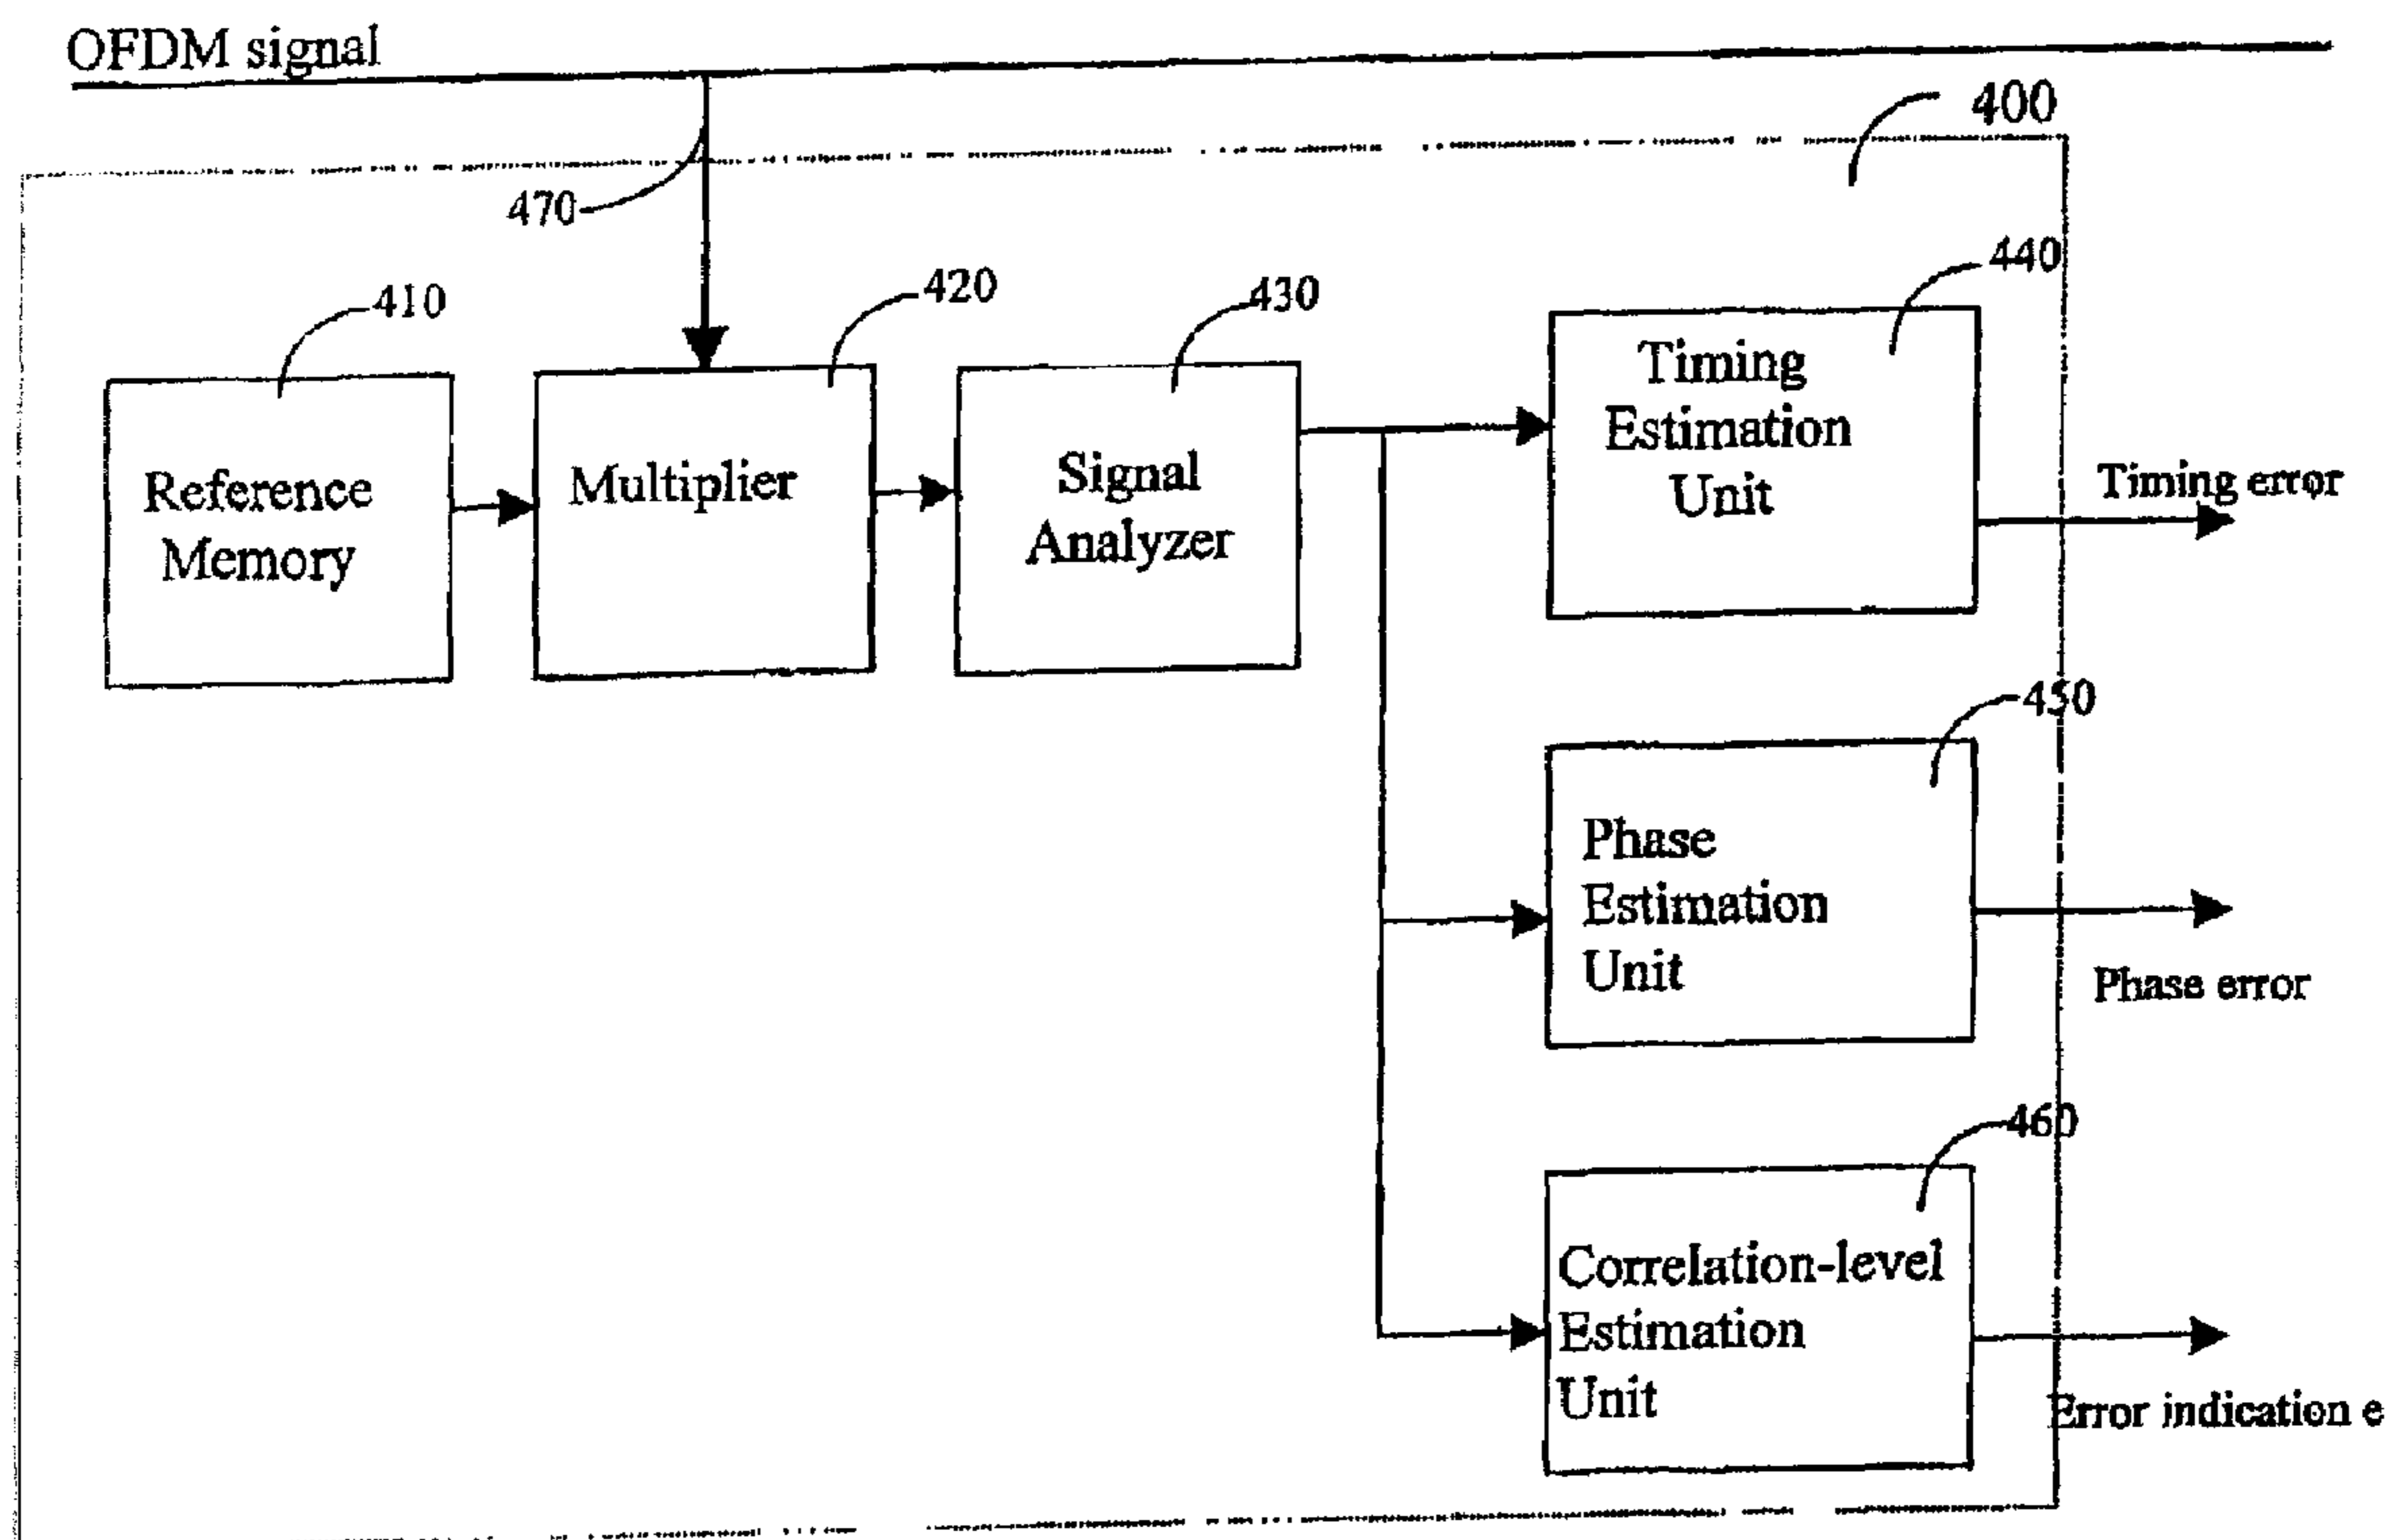 OFDM signal
400
470
440
410
420
430
Timing
Estimation
Unit
Reference
Memory
Multiplier
Signal
Analyzer
Timing error
450
Phase
Estimation
Unit
Phase error
460
Correlation-level
Estimation
Unit
Error indication e